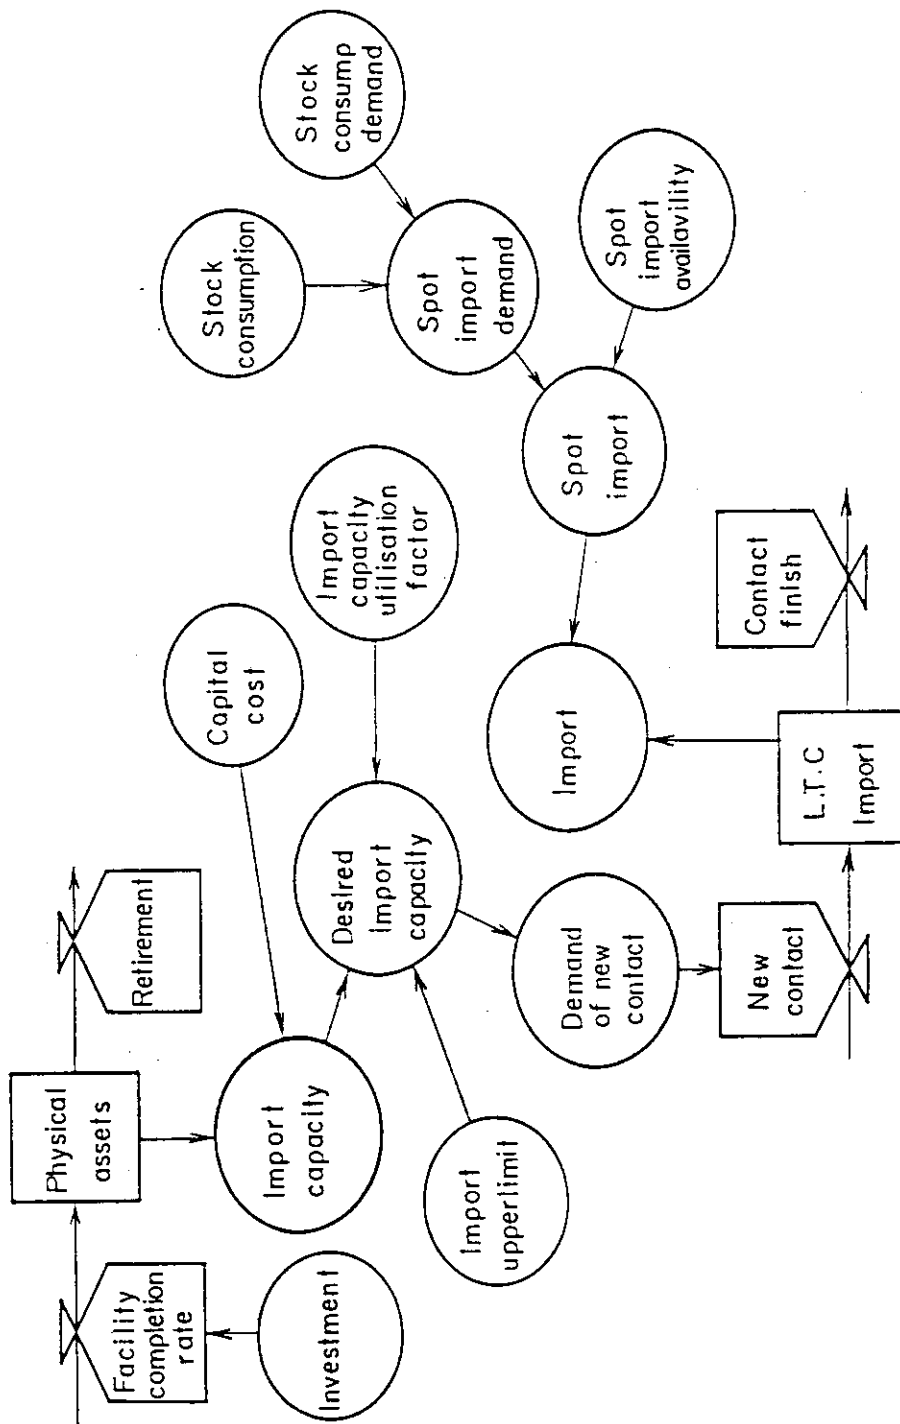 Facility
completion
rate
Physical
assets
Retirement
Investment
Import
capacity
Capital
cost
Stock
consumption
Stock
consump
demand
Import
upperlimit
Desired
Import
capacity
Import
capacity
utilisation
factor
Spot
import
demand
Demand
of new
contact
Import
Spot
import
Spot
import
availavility
New
contact
L.T.C
Import
Contact
finish